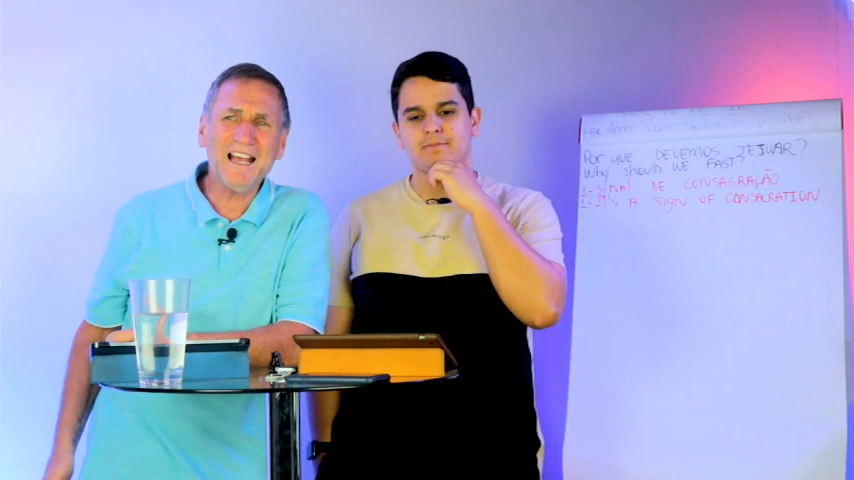 Por que DEVEMOS JEJUAR?
Why SHOULD WE FAST?
1- SINAL DE CONSAGRAÇÃO
1- IT'S A SIGN OF CONSACRATION